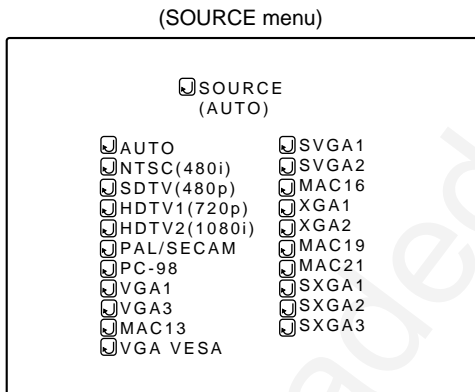 (SOURCE menu)
SOURCE
(AUTO)
AUTO
NTSC(480i)
SDTV(480p)
HDTV1(720p)
HDTV2(1080i)
PAL/SECAM
PC-98
VGA1
VGA3
MAC13
VGA VESA
SVGA1
SVGA2
MAC16
XGA1
XGA2
MAC19
MAC21
SXGA1
SXGA2
SXGA3